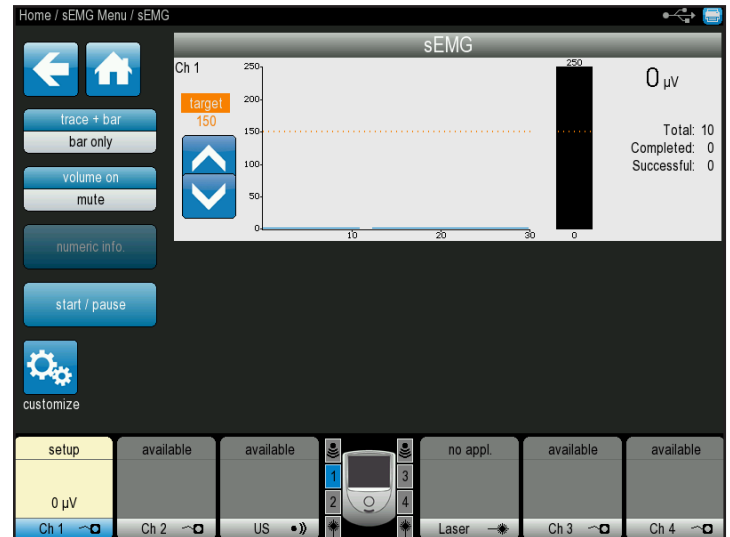 Home / sEMG Menu / sEMG
sEMG
Ch 1
250
200
150
100
50
0
10
20
30
target
150
250
0
0 µV
Total: 10
Completed: 0
Successful: 0
trace + bar
bar only
volume on
mute
numeric info.
start / pause
customize
setup
0 µV
Ch 1
available
Ch 2
available
US
1
2
3
4
no appl.
Laser
available
Ch 3
available
Ch 4